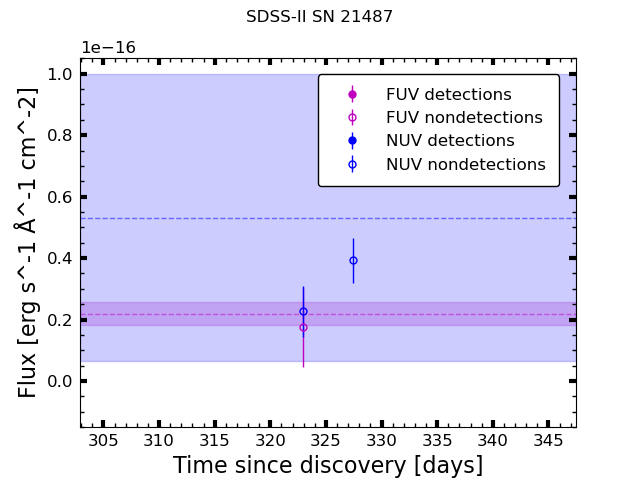 SDSS-II SN 21487
1e−16
FUV detections
FUV nondetections
NUV detections
NUV nondetections
1.0
0.8
0.6
0.4
0.2
0.0
Flux [erg s^-1 Å^-1 cm^-2]
305 310 315 320 325 330 335 340 345
Time since discovery [days]